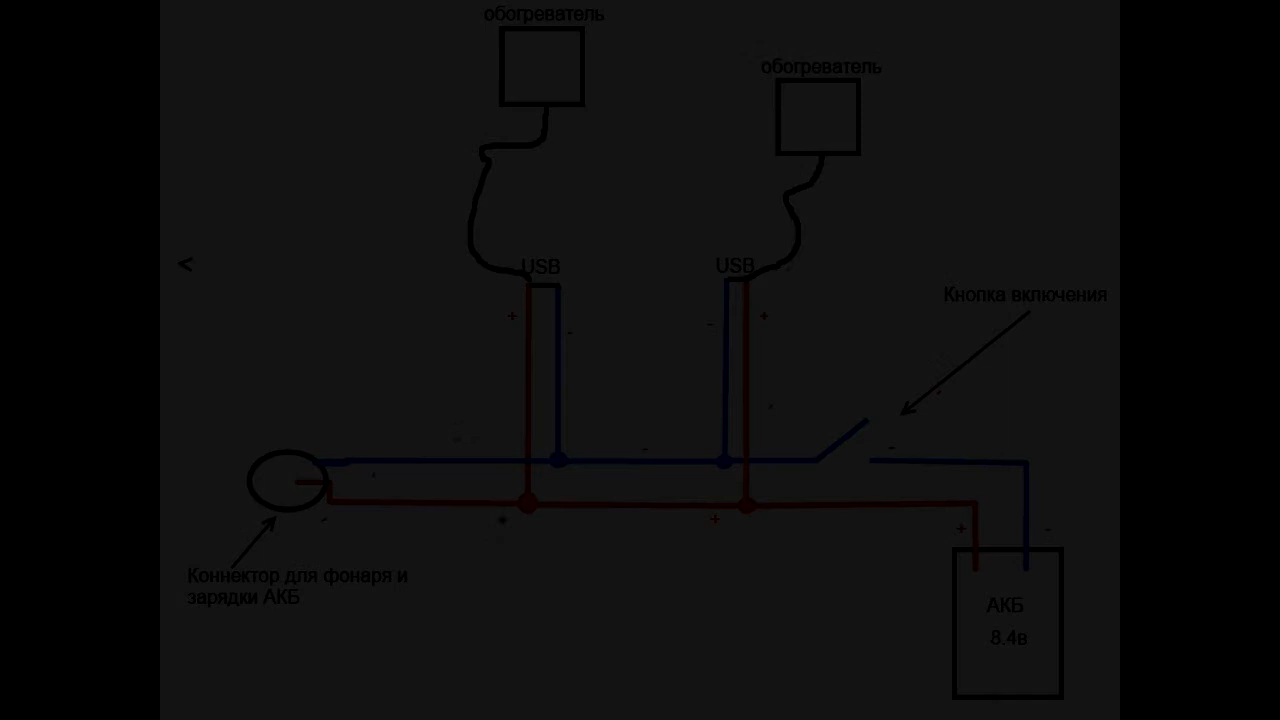 обогреватель
обогреватель
<
USB
USB
Кнопка включения
+
-
-
+
-
-
+
+
-
Коннектор для фонаря и
зарядки АКБ
АКБ
8.4в